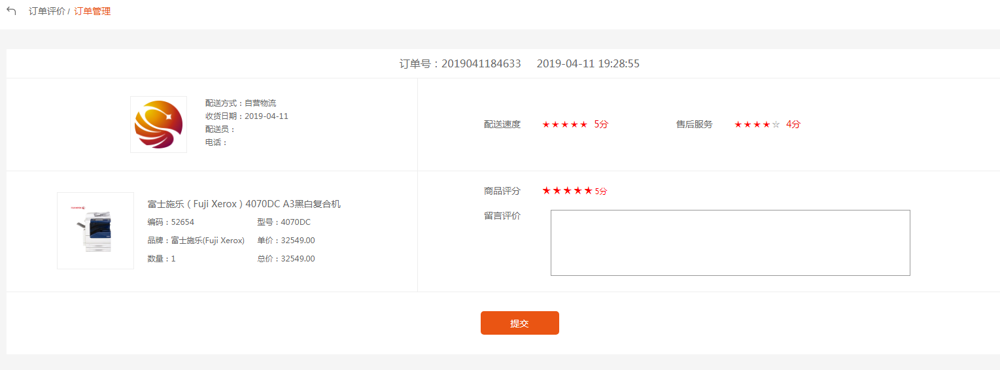 订单评价 / 订单管理
订单号：2019041184633 2019-04-11 19:28:55
配送方式：自营物流
收货日期：2019-04-11
配送员：
电话：
配送速度 ★★★★★ 5分 售后服务 ★★★★☆ 4分
富士施乐（Fuji Xerox）4070DC A3黑白复合机
编码：52654 型号：4070DC
品牌：富士施乐(Fuji Xerox) 单价：32549.00
数量：1 总价：32549.00
商品评分 ★★★★★ 5分
留言评价
提交